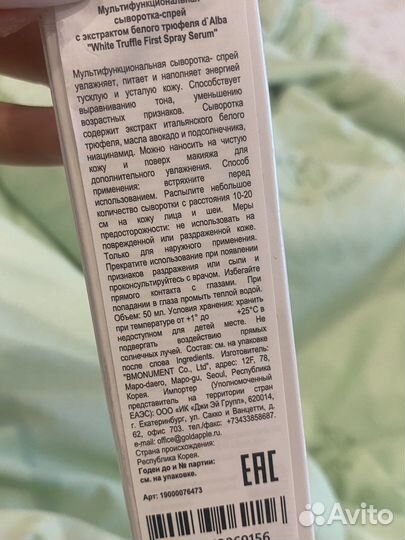 Мультифункциональная
сыворотка-спрей
с экстрактом белого трюфеля d`Alba
"White Truffle First Spray Serum"
Мультифункциональная сыворотка- спрей
увлажняет, питает и наполняет энергией
тусклую и усталую кожу. Способствует
выравниванию тона, уменьшению
возрастных признаков. Сыворотка
содержит экстракт итальянского белого
трюфеля, масла авокадо и подсолнечника,
ниацинамид. Можно наносить на чистую
кожу и поверх макияжа для
дополнительного увлажнения. Способ
применения: встряхните перед
использованием. Распылите небольшое
количество сыворотки с расстояния 10-20
см на кожу лица и шеи. Меры
предосторожности: не использовать на
поврежденной или раздраженной коже.
Только для наружного применения.
Прекратите использование при появлении
признаков раздражения или сыпи и
проконсультируйтесь с врачом. Избегайте
прямого контакта с глазами. При
попадании в глаза промыть теплой водой.
Объем: 50 мл. Условия хранения: хранить
при температуре от +1° до +25°С в
недоступном для детей месте. Не
подвергать воздействию прямых
солнечных лучей. Состав: см. на упаковке
после слова Ingredients. Изготовитель:
"BMONUMENT Co., Ltd", адрес: 12F, 78,
Mapo-daero, Mapo-gu, Seoul, Республика
Корея. Импортер (Уполномоченный
представитель на территории стран
ЕАЭС): ООО «ИК «Джи Эй Групп», 620014,
г. Екатеринбург, ул. Сакко и Ванцетти, д.
62, офис 703. тел./факс: +73433858687.
e-mail: office@goldapple.ru
Страна происхождения:
Республика Корея.
Годен до и № партии:
См. на упаковке.
ЕАС
Арт. 19000076473
Avito